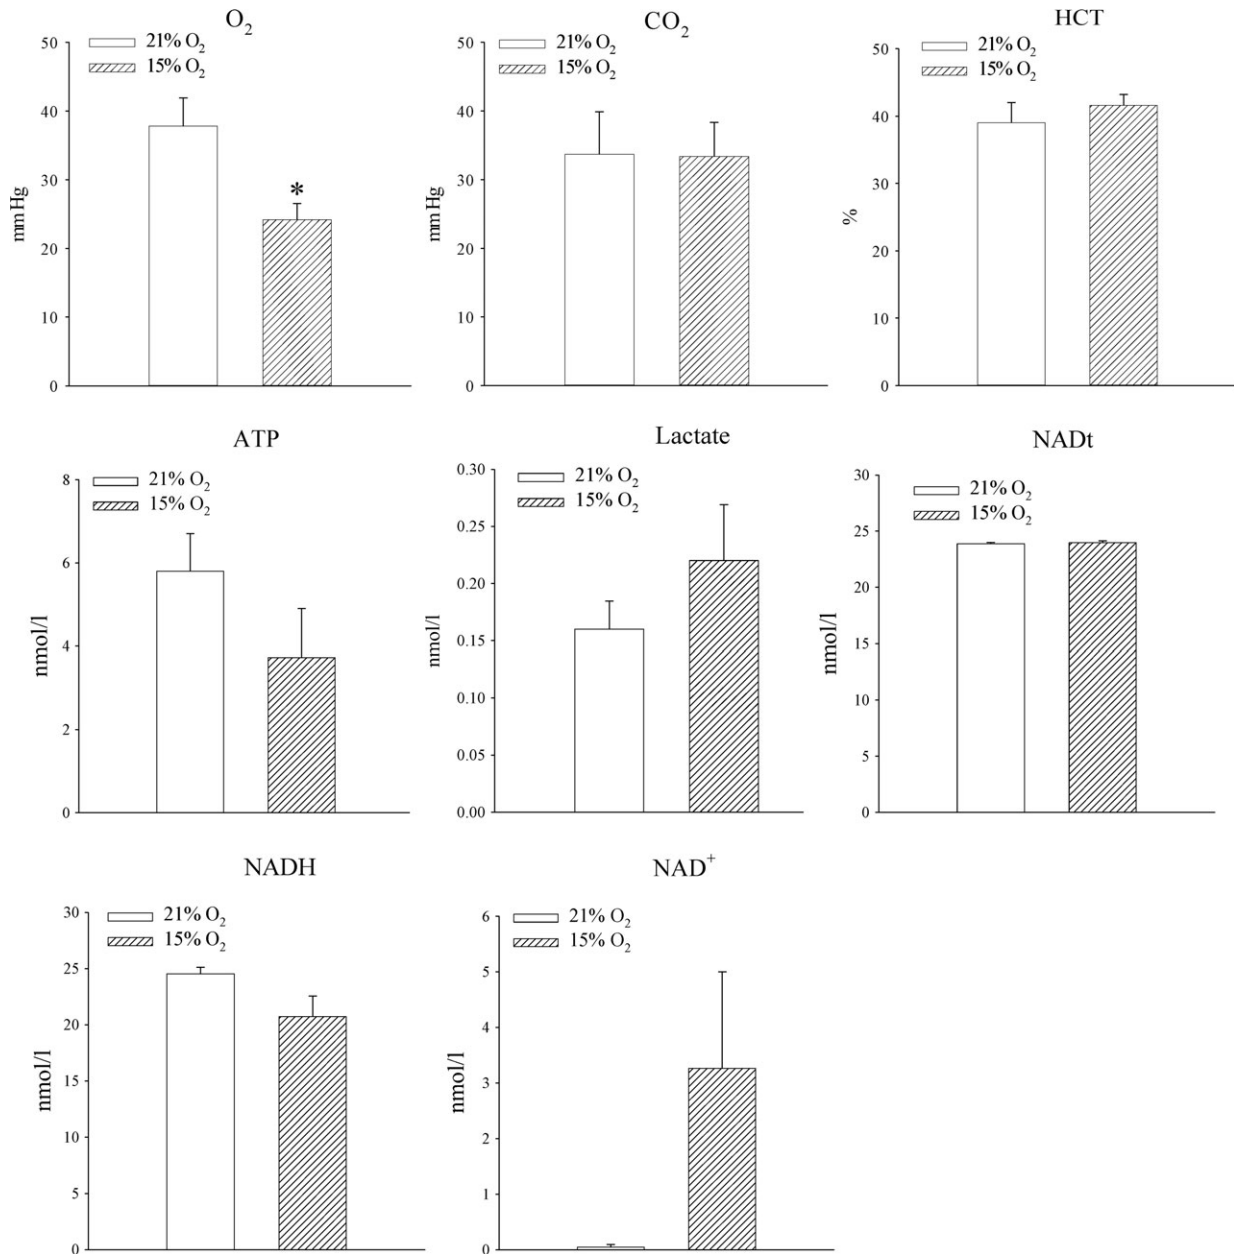 O₂
21% O₂
15% O₂
50
40
30
20
10
0
mm Hg
*
CO₂
21% O₂
15% O₂
50
40
30
20
10
0
mm Hg
HCT
21% O₂
15% O₂
50
40
30
20
10
0
%
ATP
21% O₂
15% O₂
8
6
4
2
0
nmol/l
Lactate
21% O₂
15% O₂
0.30
0.25
0.20
0.15
0.10
0.05
0.00
nmol/l
NADt
21% O₂
15% O₂
30
25
20
15
10
5
0
nmol/l
NADH
21% O₂
15% O₂
30
25
20
15
10
5
0
nmol/l
NAD⁺
21% O₂
15% O₂
6
5
4
3
2
1
0
nmol/l